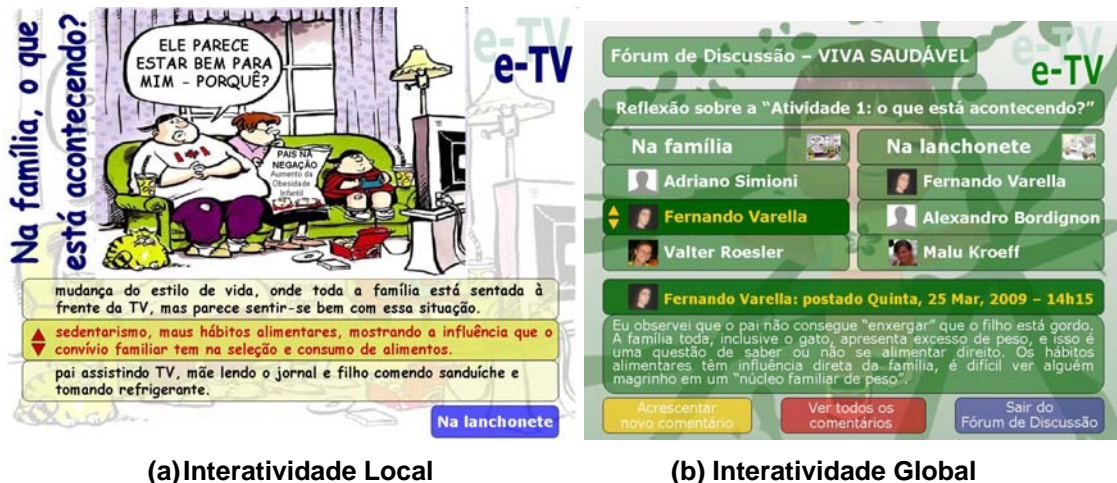 Na família, o que
está acontecendo?
ELE PARECE
ESTAR BEM PARA
MIM – PORQUÊ?
PAIS NA
NEGAÇÃO
Aumento da
Obesidade
Infantil
e-TV
e-TV
mudança do estilo de vida, onde toda a família está sentada à
frente da TV, mas parece sentir-se bem com essa situação.
sedentarismo, maus hábitos alimentares, mostrando a influência que o
convívio familiar tem na seleção e consumo de alimentos.
pai assistindo TV, mãe lendo o jornal e filho comendo sanduíche e
tomando refrigerante.
Na lanchonete
(a) Interatividade Local
Fórum de Discussão – VIVA SAUDÁVEL
e-TV
e-TV
Reflexão sobre a “Atividade 1: o que está acontecendo?”
Na família
Na lanchonete
Adriano Simioni
Fernando Varella
Fernando Varella
Alexandro Bordignon
Valter Roesler
Malu Kroeff
Fernando Varella: postado Quinta, 25 Mar, 2009 – 14h15
Eu observei que o pai não consegue “enxergar” que o filho está gordo.
A família toda, inclusive o gato, apresenta excesso de peso, e isso é
uma questão de saber ou não se alimentar direito. Os hábitos
alimentares têm influência direta da família, é difícil ver alguém
magrinho em um “núcleo familiar de peso”.
Acrescentar
novo comentário
Ver todos os
comentários
Sair do
Fórum de Discussão
(b) Interatividade Global